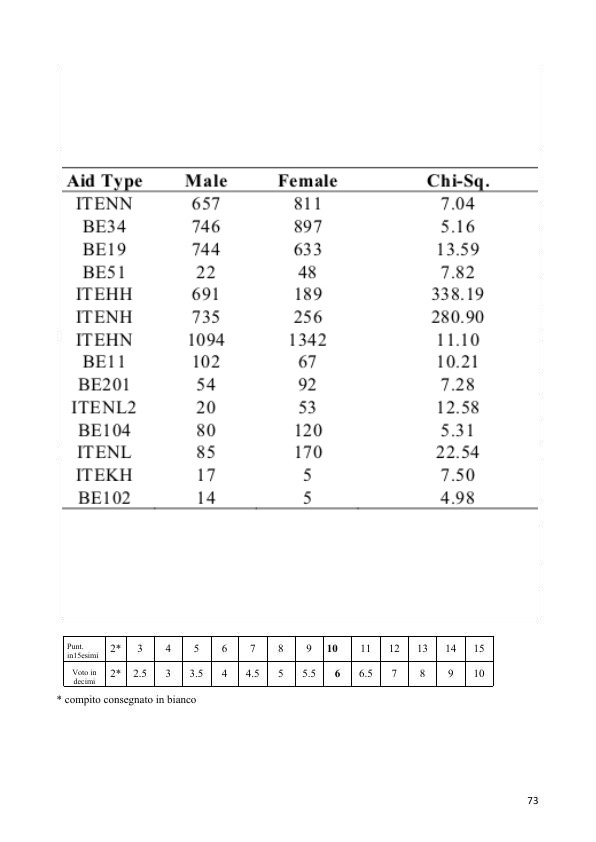 Aid Type Male Female Chi-Sq.
ITENN 657 811 7.04
BE34 746 897 5.16
BE19 744 633 13.59
BE51 22 48 7.82
ITEHH 691 189 338.19
ITENH 735 256 280.90
ITEHN 1094 1342 11.10
BE11 102 67 10.21
BE201 54 92 7.28
ITENL2 20 53 12.58
BE104 80 120 5.31
ITENL 85 170 22.54
ITEKH 17 5 7.50
BE102 14 5 4.98
Punt. in15esimi 2* 3 4 5 6 7 8 9 10 11 12 13 14 15
Voto in decimi 2* 2.5 3 3.5 4 4.5 5 5.5 6 6.5 7 8 9 10
* compito consegnato in bianco
73